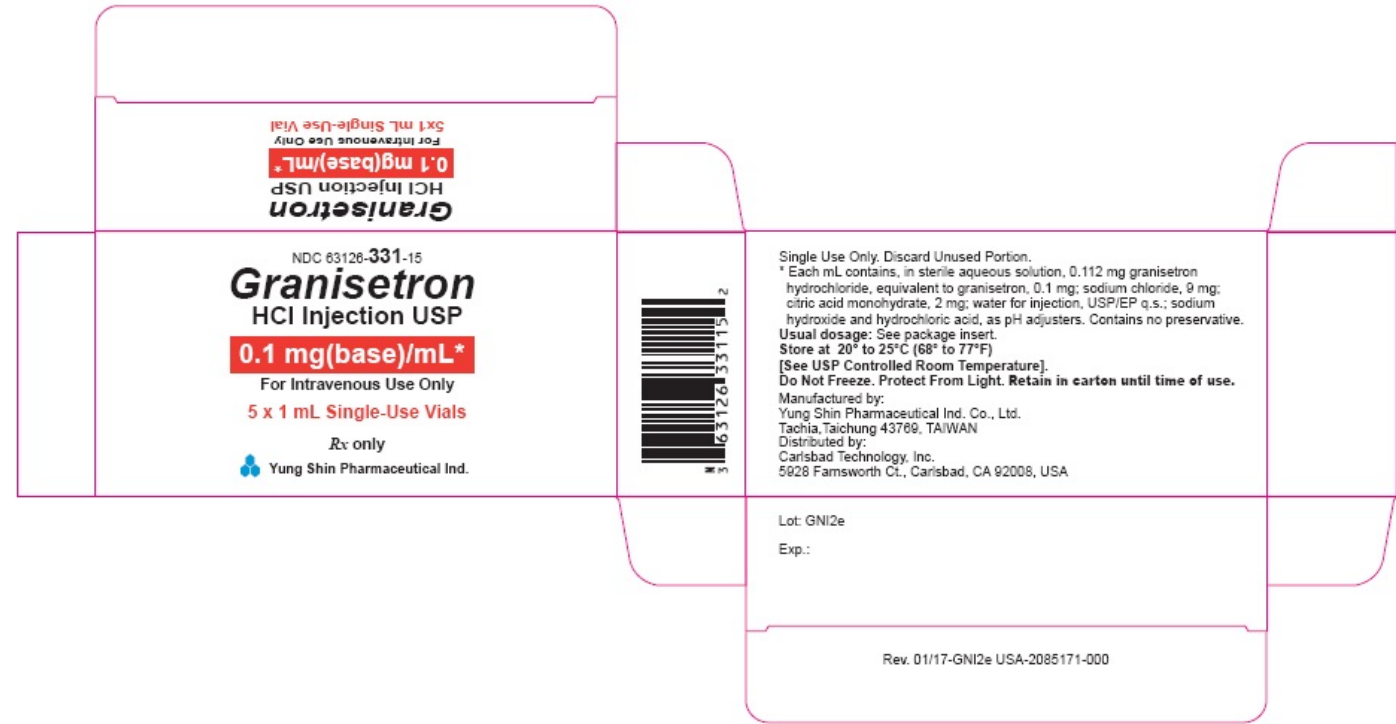 Granisetron
HCl Injection USP
0.1 mg(base)/mL*
For Intravenous Use Only
5x1 mL Single-Use Vial
NDC 63126-331-15
Granisetron
HCl Injection USP
0.1 mg(base)/mL*
For Intravenous Use Only
5 x 1 mL Single-Use Vials
Rx only
Yung Shin Pharmaceutical Ind.
3 63126 33115 2
Single Use Only. Discard Unused Portion.
* Each mL contains, in sterile aqueous solution, 0.112 mg granisetron
hydrochloride, equivalent to granisetron, 0.1 mg; sodium chloride, 9 mg;
citric acid monohydrate, 2 mg; water for injection, USP/EP q.s.; sodium
hydroxide and hydrochloric acid, as pH adjusters. Contains no preservative.
Usual dosage: See package insert.
Store at 20° to 25°C (68° to 77°F)
[See USP Controlled Room Temperature].
Do Not Freeze. Protect From Light. Retain in carton until time of use.
Manufactured by:
Yung Shin Pharmaceutical Ind. Co., Ltd.
Tachia,Taichung 43769, TAIWAN
Distributed by:
Carlsbad Technology, Inc.
5928 Farnsworth Ct., Carlsbad, CA 92008, USA
Lot: GNI2e
Exp.:
Rev. 01/17-GNI2e USA-2085171-000